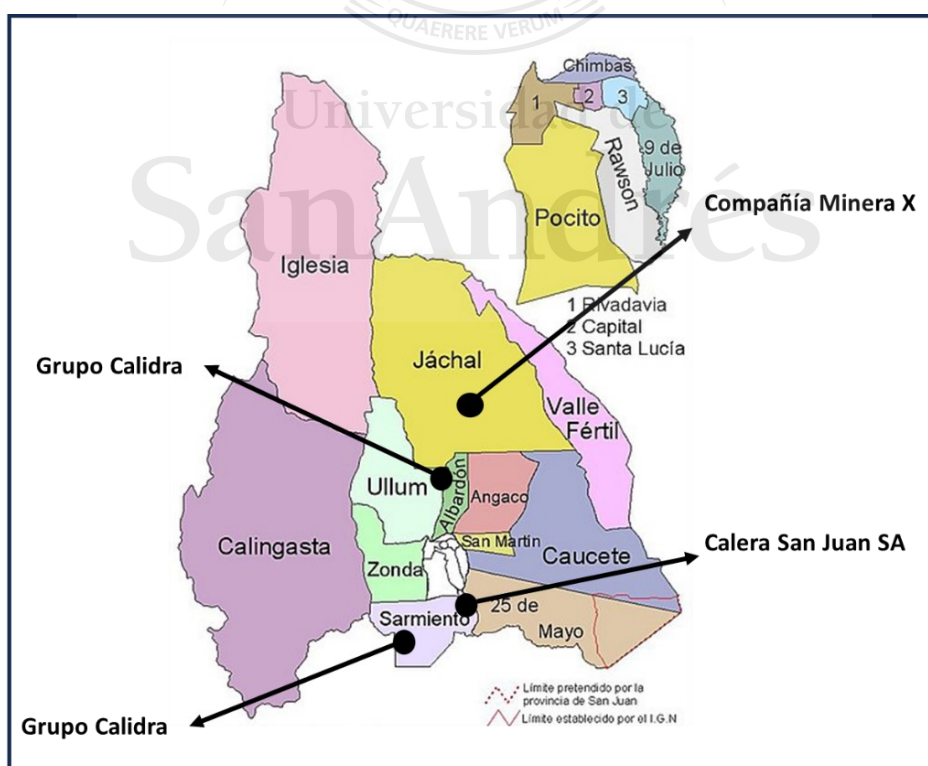 QUAERERE VERUM
Universidad de
SanAndrés
Chimbas
1
2
3
9 de
Julio
Rawson
Pocito
Compañía Minera X
Iglesia
1 Rivadavia
2 Capital
3 Santa Lucía
Grupo Calidra
Jáchal
Valle
Fértil
Ullum
Albardón
Angaco
San Martín
Calingasta
Caucete
Calera San Juan SA
Zonda
25 de
Mayo
Sarmiento
Límite pretendido por la
provincia de San Juan
Límite establecido por el I.G.N
Grupo Calidra